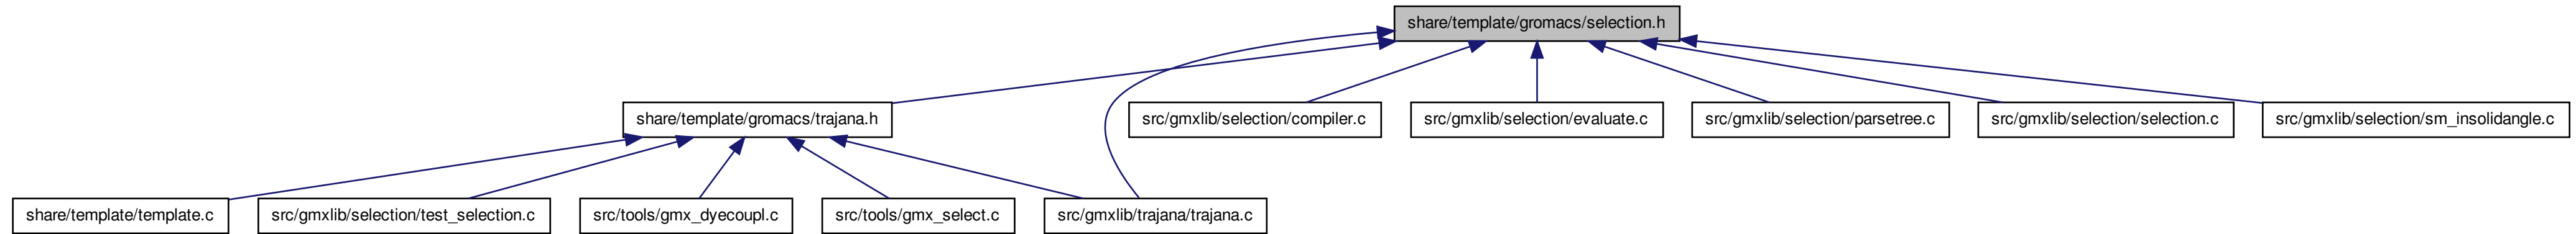 share/template/gromacs/selection.h
share/template/gromacs/trajana.h
src/gmxlib/selection/compiler.c
src/gmxlib/selection/evaluate.c
src/gmxlib/selection/parsetree.c
src/gmxlib/selection/selection.c
src/gmxlib/selection/sm_insolidangle.c
share/template/template.c
src/gmxlib/selection/test_selection.c
src/tools/gmx_dyecoupl.c
src/tools/gmx_select.c
src/gmxlib/trajana/trajana.c